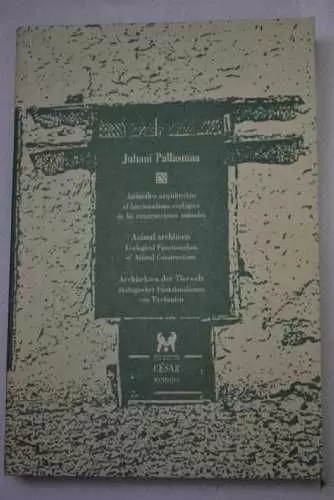 Juhani Pallasmaa
Animales arquitectos
el funcionalismo ecológico
de las construcciones animales
Animal architects
Ecological Functionalism
of Animal Constructions
Architekten der Tierwelt
ökologischer Funktionalismus
von Tierbauten
CÉSAR
MANRIQUE